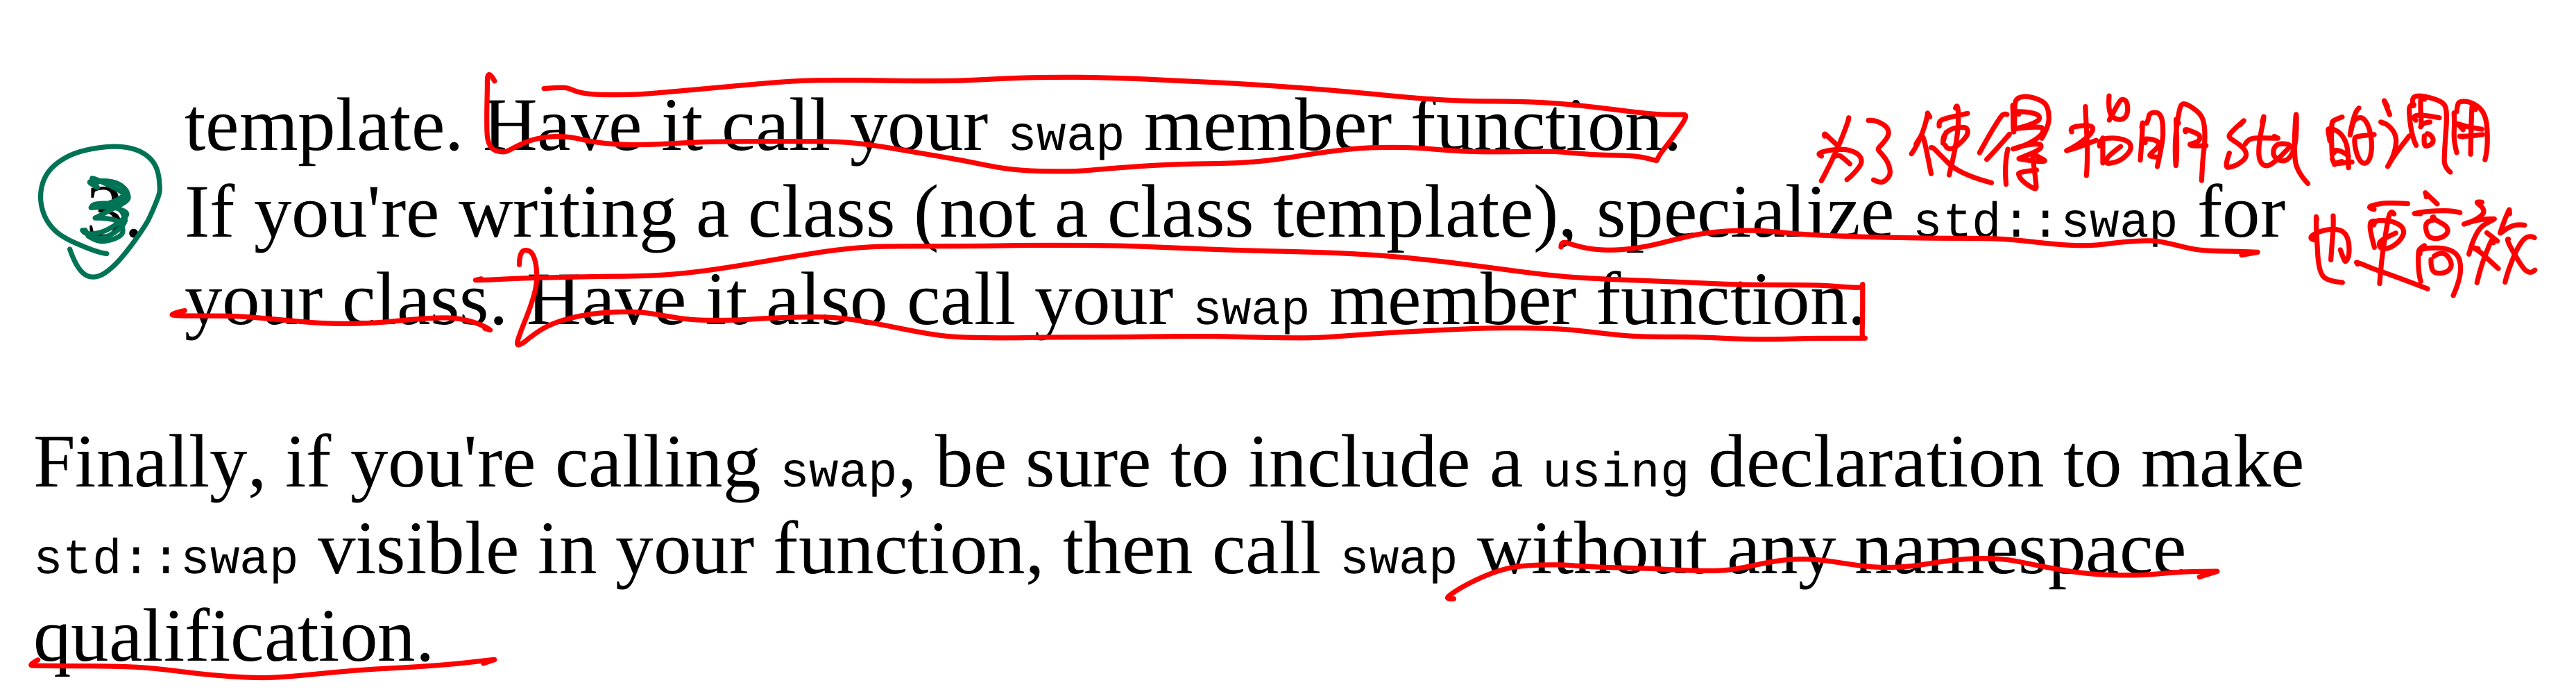 template. Have it call your swap member function.
为了使得指明std的调用
3. If you're writing a class (not a class template), specialize std::swap for
也更高效
your class. Have it also call your swap member function.
Finally, if you're calling swap, be sure to include a using declaration to make
std::swap visible in your function, then call swap without any namespace
qualification.